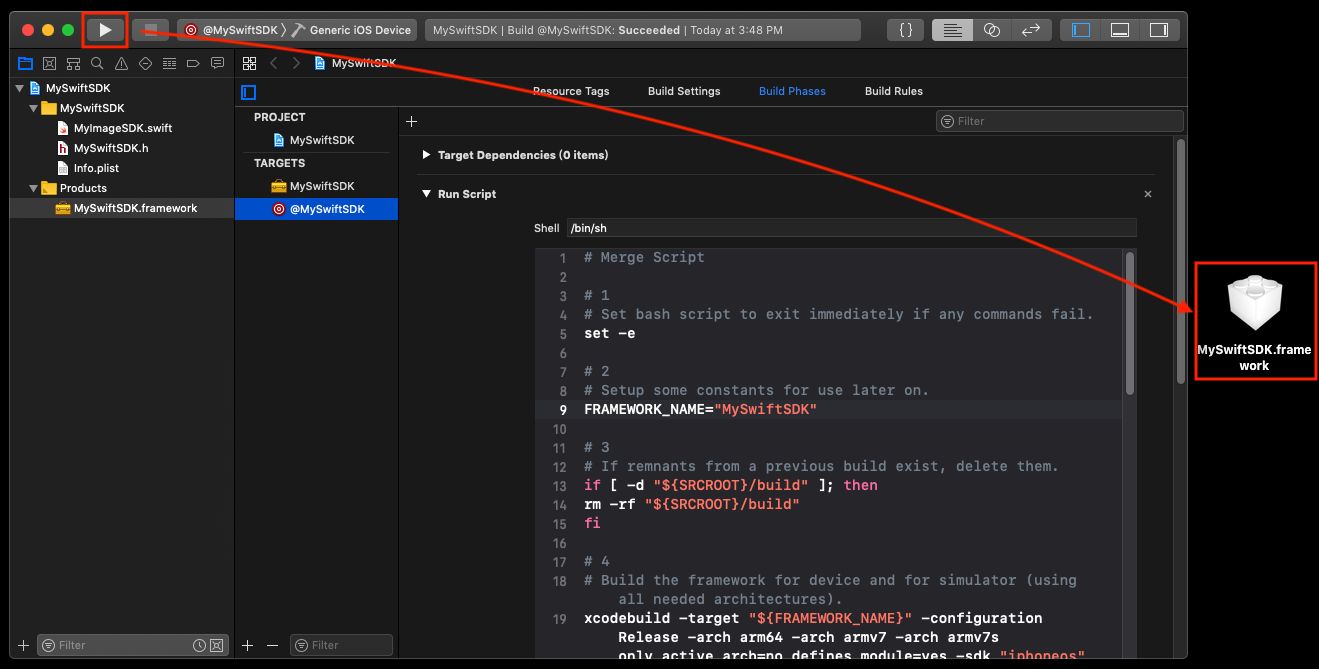 @MySwiftSDK 〉 Generic iOS Device
MySwiftSDK | Build @MySwiftSDK: Succeeded | Today at 3:48 PM
{ }
MySwiftSDK
MySwiftSDK
MySwiftSDK
MyImageSDK.swift
h MySwiftSDK.h
Info.plist
Products
MySwiftSDK.framework
Filter
PROJECT
MySwiftSDK
TARGETS
MySwiftSDK
@MySwiftSDK
Filter
Resource Tags Build Settings Build Phases Build Rules
+ Filter
Target Dependencies (0 items)
Run Script ×
Shell /bin/sh
1 # Merge Script
2
3 # 1
4 # Set bash script to exit immediately if any commands fail.
5 set -e
6
7 # 2
8 # Setup some constants for use later on.
9 FRAMEWORK_NAME="MySwiftSDK"
10
11 # 3
12 # If remnants from a previous build exist, delete them.
13 if [ -d "${SRCROOT}/build" ]; then
14 rm -rf "${SRCROOT}/build"
15 fi
16
17 # 4
18 # Build the framework for device and for simulator (using
all needed architectures).
19 xcodebuild -target "${FRAMEWORK_NAME}" -configuration
Release -arch arm64 -arch armv7 -arch armv7s
only_active_arch=no defines_module=yes -sdk "iphoneos"
MySwiftSDK.frame
work